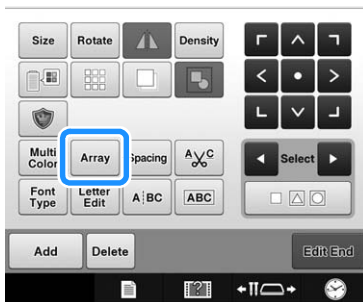 Size Rotate Density
Multi Color Array Spacing A C
Font Type Letter Edit A BC ABC
Select
Add Delete Edit End